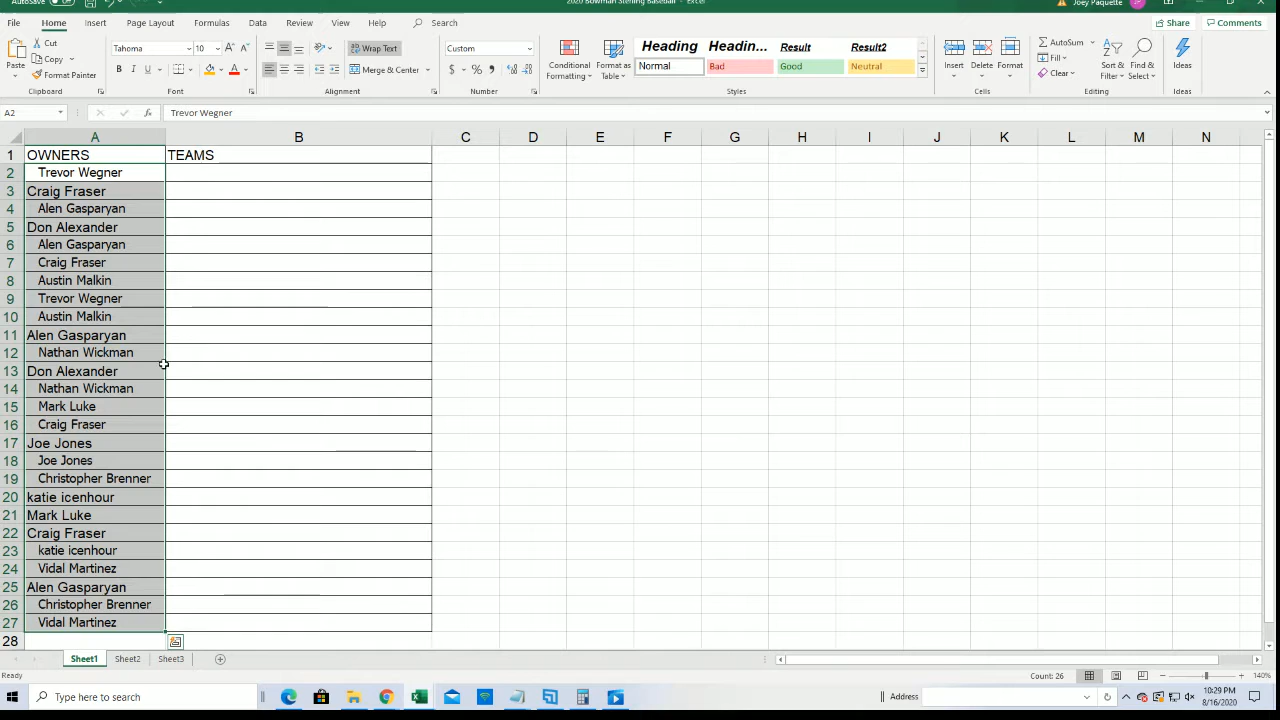 AutoSave Off
2020 Bowman Sterling Baseball - Excel
Joey Paquette JP
File Home Insert Page Layout Formulas Data Review View Help Search Share Comments
Paste Cut Copy Format Painter Clipboard
Tahoma 10 B I U A Font
Wrap Text Merge & Center Alignment
Custom $ % Number
Conditional Formatting Format as Table
Heading Headin... Result Result2
Normal Bad Good Neutral
Styles
Insert Delete Format Cells
AutoSum Fill Clear Sort & Filter Find & Select Editing
Ideas Ideas
A2 fx Trevor Wegner
A B C D E F G H I J K L M N
1 OWNERS TEAMS
2 Trevor Wegner
3 Craig Fraser
4 Alen Gasparyan
5 Don Alexander
6 Alen Gasparyan
7 Craig Fraser
8 Austin Malkin
9 Trevor Wegner
10 Austin Malkin
11 Alen Gasparyan
12 Nathan Wickman
13 Don Alexander
14 Nathan Wickman
15 Mark Luke
16 Craig Fraser
17 Joe Jones
18 Joe Jones
19 Christopher Brenner
20 katie icenhour
21 Mark Luke
22 Craig Fraser
23 katie icenhour
24 Vidal Martinez
25 Alen Gasparyan
26 Christopher Brenner
27 Vidal Martinez
28
Sheet1 Sheet2 Sheet3
Ready Count: 26 140%
Type here to search Address 10:29 PM
8/16/2020